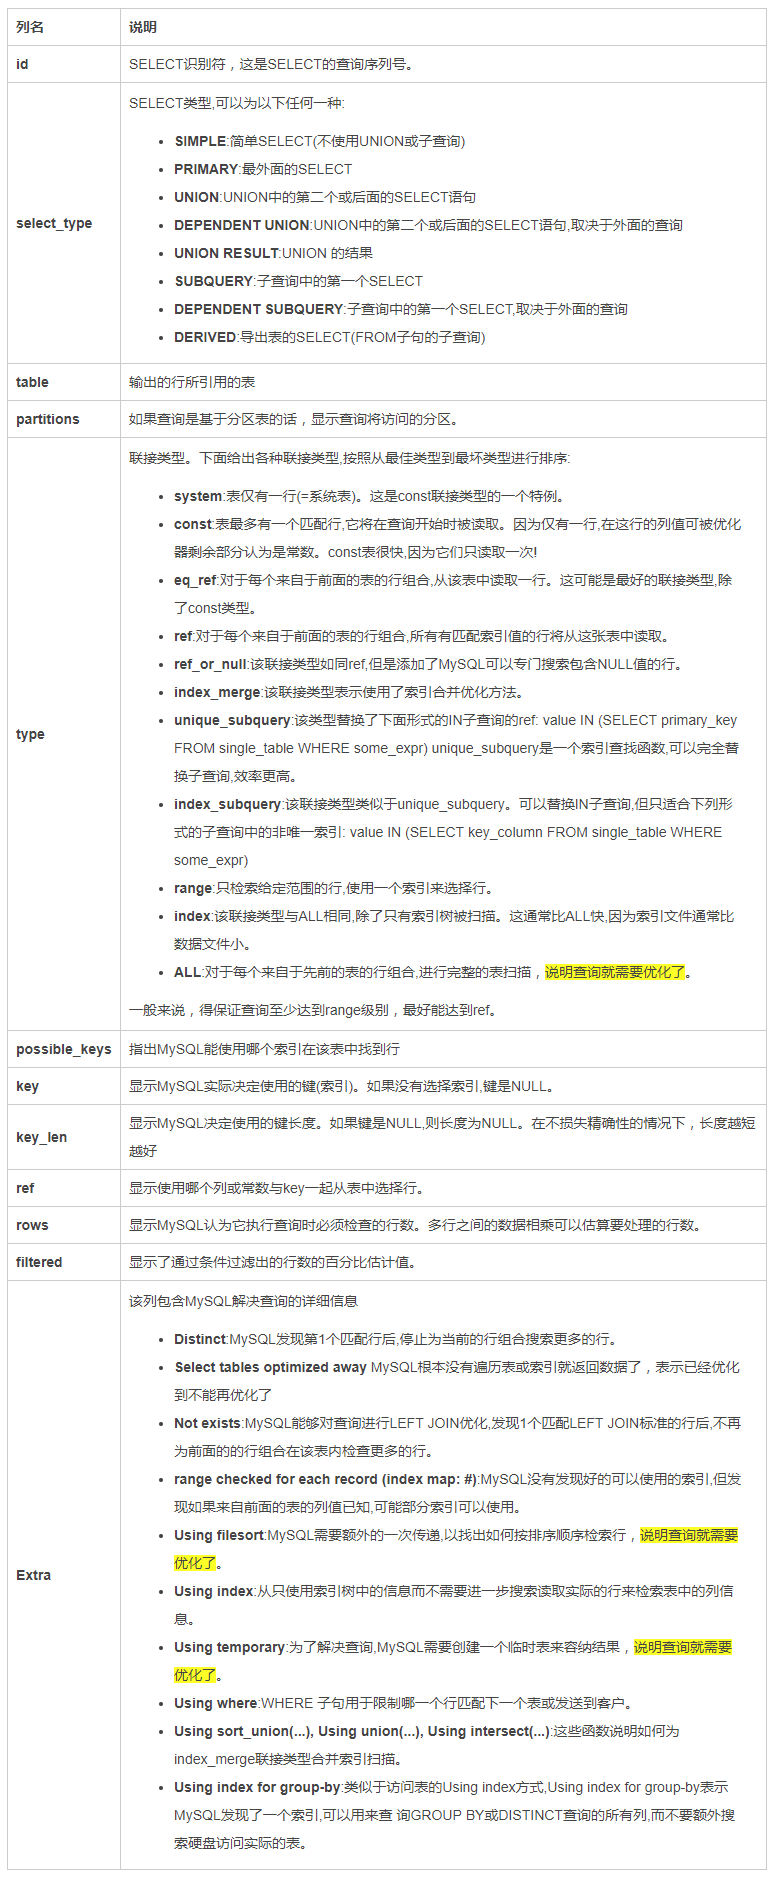 列名 说明
id SELECT识别符，这是SELECT的查询序列号。
SELECT类型,可以为以下任何一种:
SIMPLE:简单SELECT(不使用UNION或子查询)
PRIMARY:最外面的SELECT
UNION:UNION中的第二个或后面的SELECT语句
select_type
DEPENDENT UNION:UNION中的第二个或后面的SELECT语句,取决于外面的查询
UNION RESULT:UNION 的结果
SUBQUERY:子查询中的第一个SELECT
DEPENDENT SUBQUERY:子查询中的第一个SELECT,取决于外面的查询
DERIVED:导出表的SELECT(FROM子句的子查询)
table 输出的行所引用的表
partitions 如果查询是基于分区表的话，显示查询将访问的分区。
type
联接类型。下面给出各种联接类型,按照从最佳类型到最坏类型进行排序:
system:表仅有一行(=系统表)。这是const联接类型的一个特例。
const:表最多有一个匹配行,它将在查询开始时被读取。因为仅有一行,在这行的列值可被优化
器剩余部分认为是常数。const表很快,因为它们只读取一次!
eq_ref:对于每个来自于前面的表的行组合,从该表中读取一行。这可能是最好的联接类型,除
了const类型。
ref:对于每个来自于前面的表的行组合,所有有匹配索引值的行将从这张表中读取。
ref_or_null:该联接类型如同ref,但是添加了MySQL可以专门搜索包含NULL值的行。
index_merge:该联接类型表示使用了索引合并优化方法。
unique_subquery:该类型替换了下面形式的IN子查询的ref: value IN (SELECT primary_key
FROM single_table WHERE some_expr) unique_subquery是一个索引查找函数,可以完全替
换子查询,效率更高。
index_subquery:该联接类型类似于unique_subquery。可以替换IN子查询,但只适合下列形
式的子查询中的非唯一索引: value IN (SELECT key_column FROM single_table WHERE
some_expr)
range:只检索给定范围的行,使用一个索引来选择行。
index:该联接类型与ALL相同,除了只有索引树被扫描。这通常比ALL快,因为索引文件通常比
数据文件小。
ALL:对于每个来自于先前的表的行组合,进行完整的表扫描，说明查询就需要优化了。
一般来说，得保证查询至少达到range级别，最好能达到ref。
possible_keys 指出MySQL能使用哪个索引在该表中找到行
key 显示MySQL实际决定使用的键(索引)。如果没有选择索引,键是NULL。
key_len
显示MySQL决定使用的键长度。如果键是NULL,则长度为NULL。在不损失精确性的情况下，长度越短
越好
ref 显示使用哪个列或常数与key一起从表中选择行。
rows 显示MySQL认为它执行查询时必须检查的行数。多行之间的数据相乘可以估算要处理的行数。
filtered 显示了通过条件过滤出的行数的百分比估计值。
Extra
该列包含MySQL解决查询的详细信息
Distinct:MySQL发现第1个匹配行后,停止为当前的行组合搜索更多的行。
Select tables optimized away MySQL根本没有遍历表或索引就返回数据了，表示已经优化
到不能再优化了
Not exists:MySQL能够对查询进行LEFT JOIN优化,发现1个匹配LEFT JOIN标准的行后,不再
为前面的的行组合在该表内检查更多的行。
range checked for each record (index map: #):MySQL没有发现好的可以使用的索引,但发
现如果来自前面的表的列值已知,可能部分索引可以使用。
Using filesort:MySQL需要额外的一次传递,以找出如何按排序顺序检索行，说明查询就需要
优化了。
Using index:从只使用索引树中的信息而不需要进一步搜索读取实际的行来检索表中的列信
息。
Using temporary:为了解决查询,MySQL需要创建一个临时表来容纳结果，说明查询就需要
优化了。
Using where:WHERE 子句用于限制哪一个行匹配下一个表或发送到客户。
Using sort_union(...), Using union(...), Using intersect(...):这些函数说明如何为
index_merge联接类型合并索引扫描。
Using index for group-by:类似于访问表的Using index方式,Using index for group-by表示
MySQL发现了一个索引,可以用来查 询GROUP BY或DISTINCT查询的所有列,而不要额外搜
索硬盘访问实际的表。